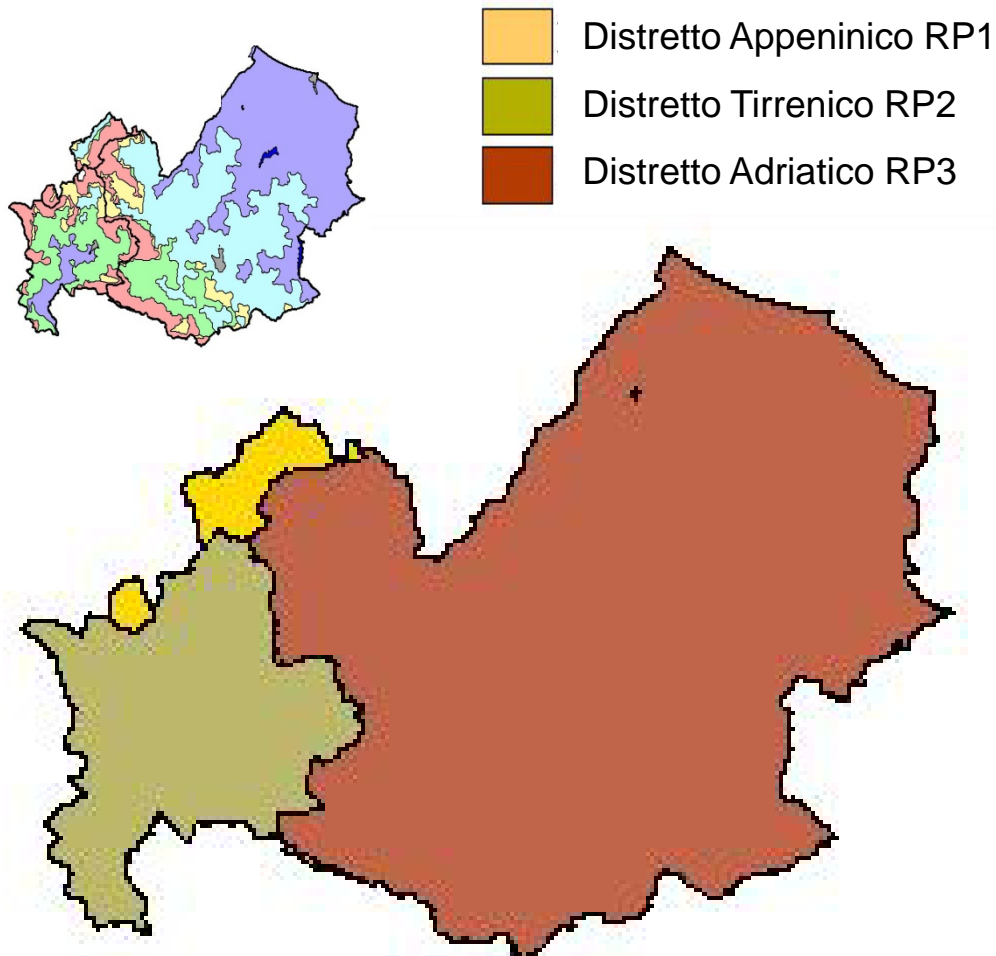 Distretto Appeninico RP1
Distretto Tirrenico RP2
Distretto Adriatico RP3